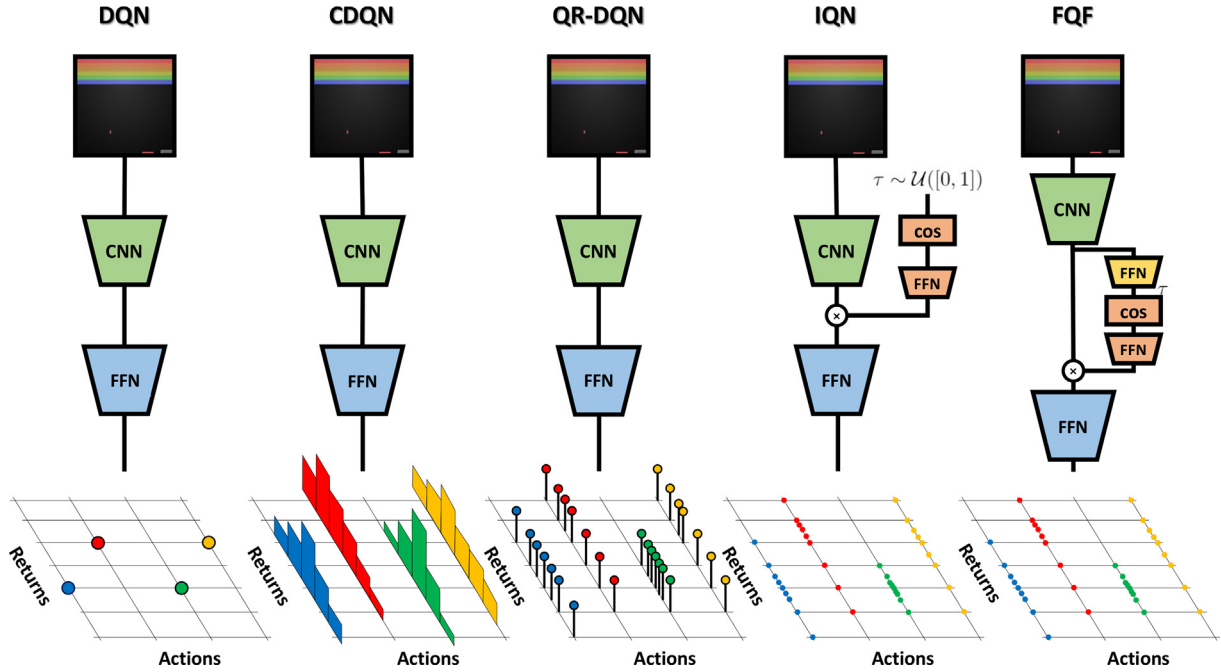 DQN
CDQN
QR-DQN
IQN
FQF
τ ∼ 𝒰([0, 1])
CNN
CNN
CNN
CNN
cos
FFN
×
CNN
FFN
τ
cos
FFN
×
FFN
FFN
FFN
FFN
FFN
Returns
Returns
Returns
Returns
Returns
Actions
Actions
Actions
Actions
Actions